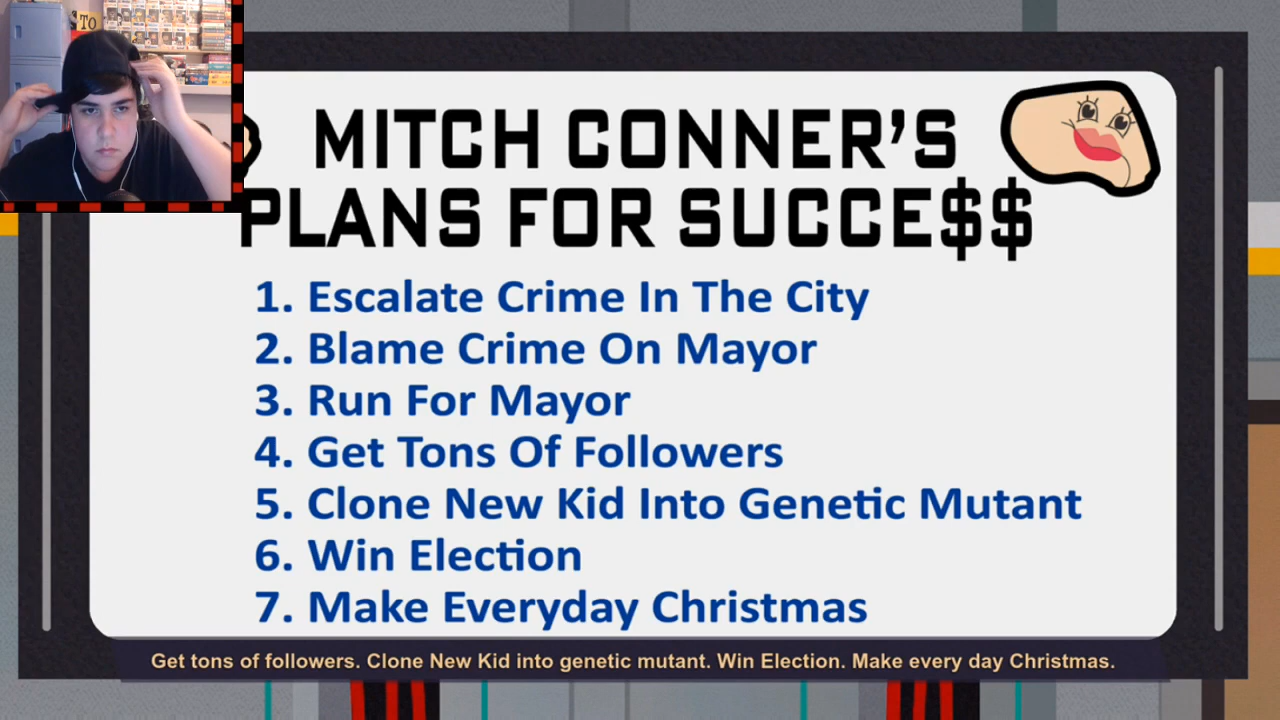 TO
MITCH CONNER'S
PLANS FOR SUCCE$$
1. Escalate Crime In The City
2. Blame Crime On Mayor
3. Run For Mayor
4. Get Tons Of Followers
5. Clone New Kid Into Genetic Mutant
6. Win Election
7. Make Everyday Christmas
Get tons of followers. Clone New Kid into genetic mutant. Win Election. Make every day Christmas.